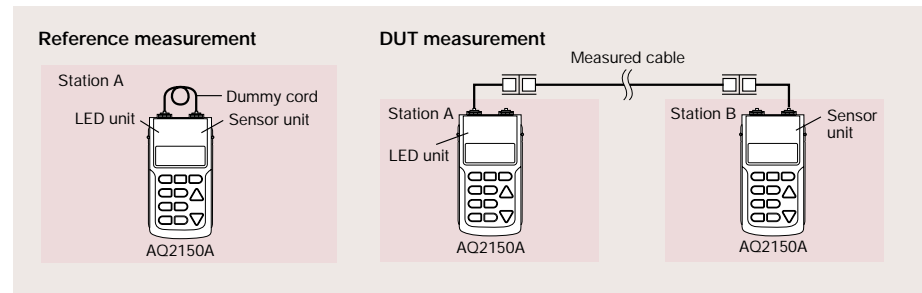 Reference measurement
Station A
Dummy cord
LED unit
Sensor unit
AQ2150A
DUT measurement
Measured cable
Station A
LED unit
AQ2150A
Station B
Sensor
unit
AQ2150A